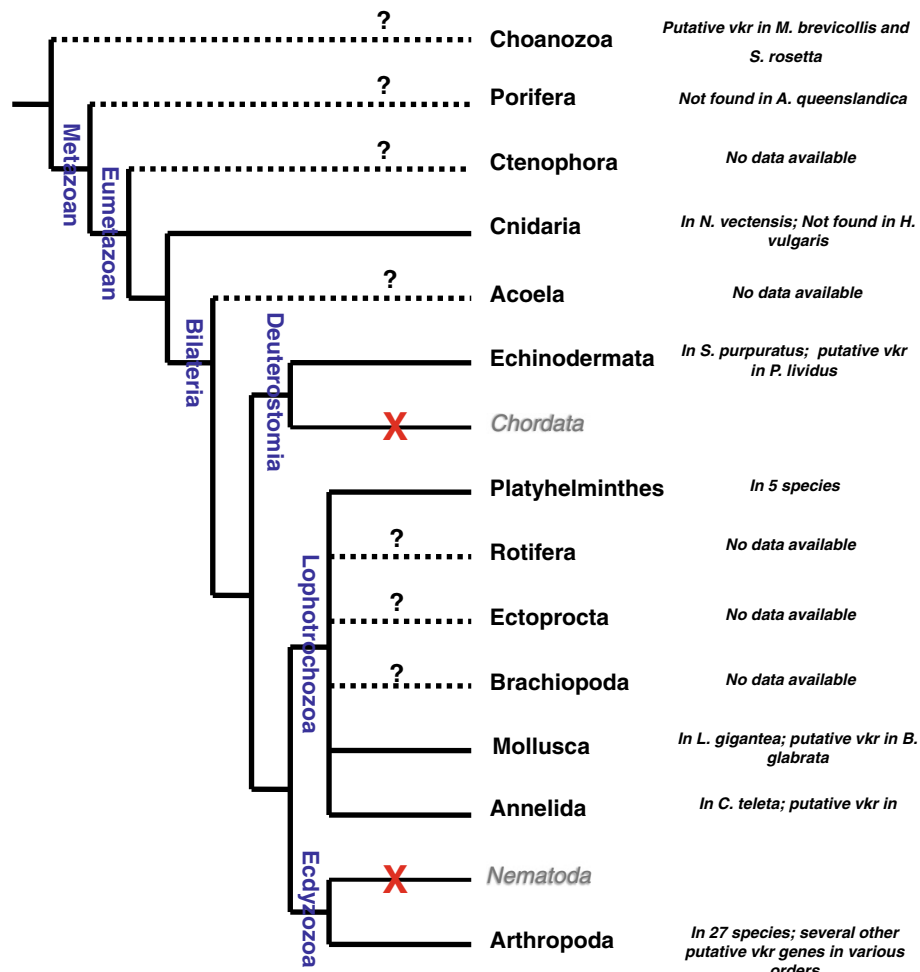 ?
Choanozoa
Putative vkr in M. brevicollis and
S. rosetta
?
Porifera
Not found in A. queenslandica
Metazoan
?
Ctenophora
No data available
Eumetazoan
Cnidaria
In N. vectensis; Not found in H.
vulgaris
?
Acoela
No data available
Bilateria
Deuterostomia
Echinodermata
In S. purpuratus; putative vkr
in P. lividus
X
Chordata
Platyhelminthes
In 5 species
?
Rotifera
No data available
Lophotrochozoa
?
Ectoprocta
No data available
?
Brachiopoda
No data available
Mollusca
In L. gigantea; putative vkr in B.
glabrata
Annelida
In C. teleta; putative vkr in
Ecdyzozoa
X
Nematoda
Arthropoda
In 27 species; several other
putative vkr genes in various
orders